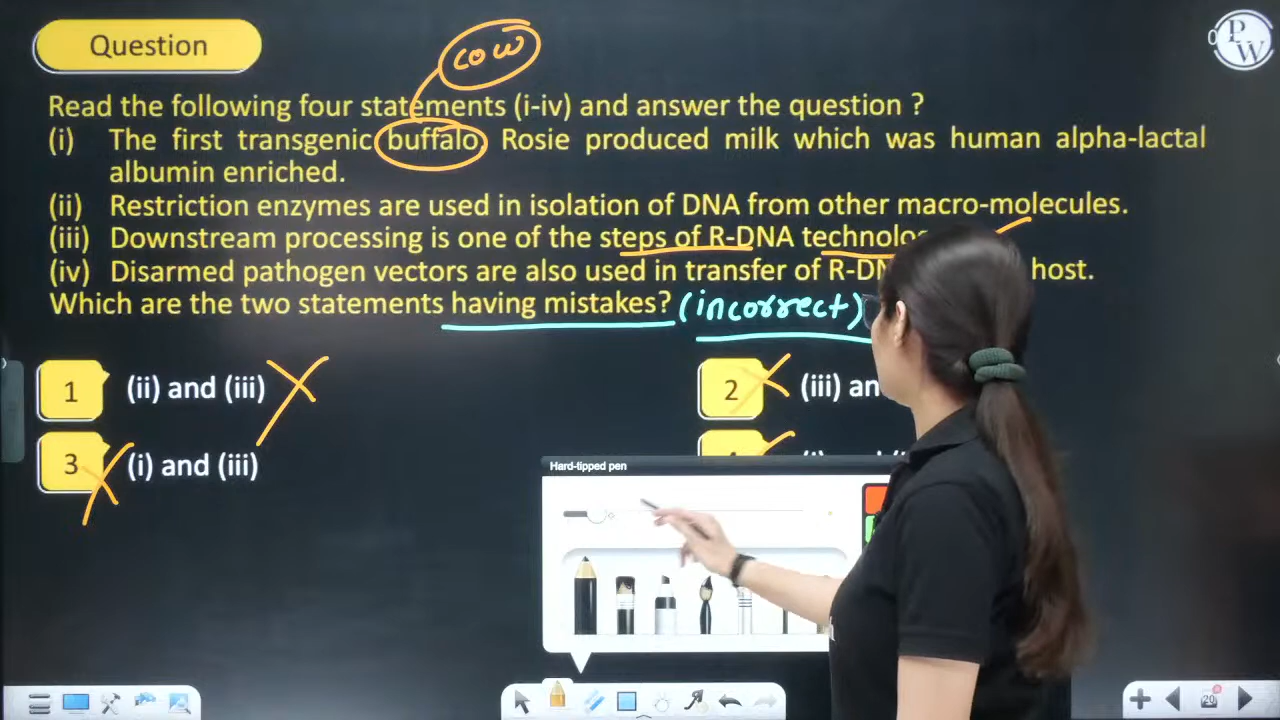 Question
cow
PW
Read the following four statements (i-iv) and answer the question ?
(i) The first transgenic buffalo Rosie produced milk which was human alpha-lactal
albumin enriched.
(ii) Restriction enzymes are used in isolation of DNA from other macro-molecules.
(iii) Downstream processing is one of the steps of R-DNA
(iv) Disarmed pathogen vectors are also used in transfer of host.
Which are the two statements having mistakes? (incorrect)
1 (ii) and (iii)
2 (iii)
3 (i) and (iii)
Hard-tipped pen
20